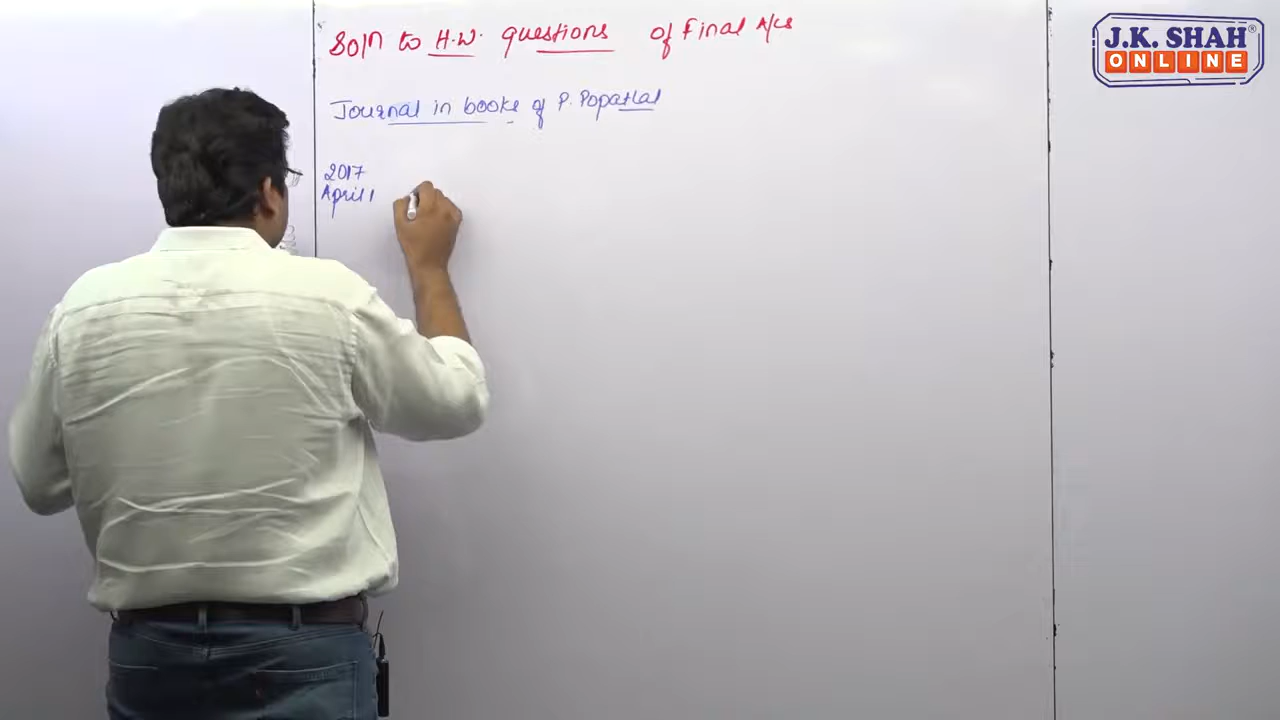 Soln to H.W. questions of Final A/cs
Journal in books of P. Popatlal
2017
April 1
J.K. SHAH®
ONLINE